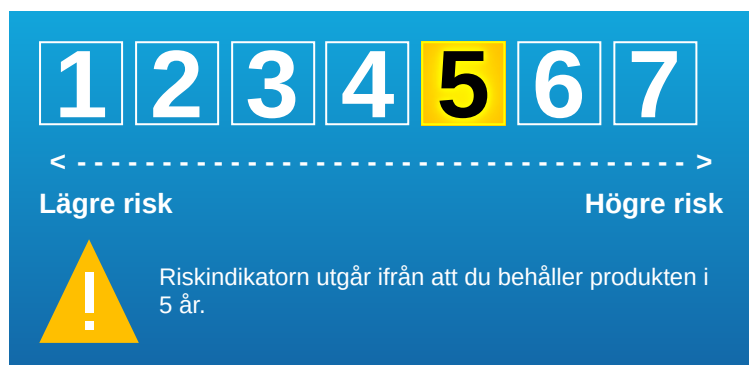 1 2 3 4 5 6 7
< - - - - - - - - - - - - - - - - - - - - - - - - - - - - - - - - - - - - >
Lägre risk Högre risk
!
Riskindikatorn utgår ifrån att du behåller produkten i
5 år.